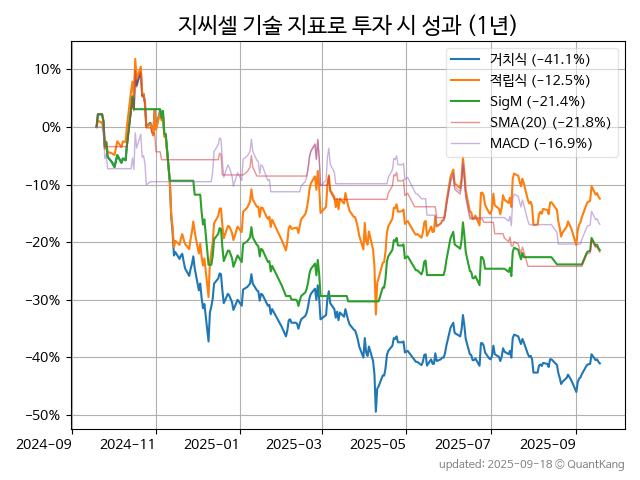 지씨셀 기술 지표로 투자 시 성과 (1년)
거치식 (−41.1%)
적립식 (−12.5%)
SigM (−21.4%)
SMA(20) (−21.8%)
MACD (−16.9%)
10%
0%
−10%
−20%
−30%
−40%
−50%
2024-09 2024-11 2025-01 2025-03 2025-05 2025-07 2025-09
updated: 2025-09-18 © QuantKang